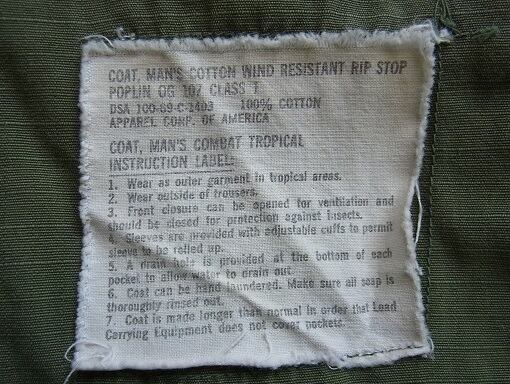 COAT, MAN'S COTTON WIND RESISTANT RIP STOP
POPLIN OG 107 CLASS 1
DSA 100-69-C-1403 100% COTTON
APPAREL CORP. OF AMERICA
COAT, MAN'S COMBAT TROPICAL
INSTRUCTION LABEL:
1. Wear as outer garment in tropical areas.
2. Wear outside of trousers.
3. Front closure can be opened for ventilation and
should be closed for protection against insects.
4. Sleeves are provided with adjustable cuffs to permit
sleeve to be rolled up.
5. A drain hole is provided at the bottom of each
pocket to allow water to drain out.
6. Coat can be hand laundered. Make sure all soap is
thoroughly rinsed out.
7. Coat is made longer than normal in order that Load
Carrying Equipment does not cover pockets.